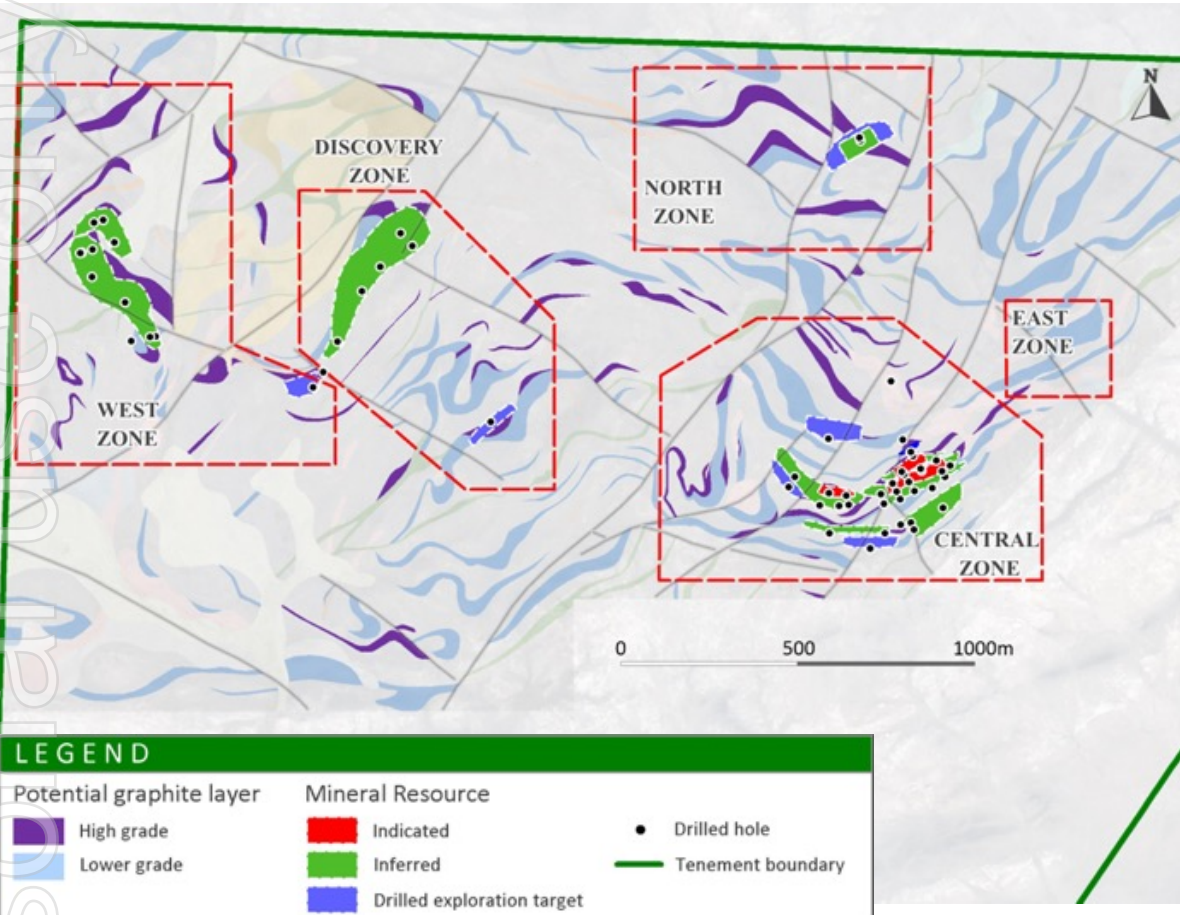 N
DISCOVERY
ZONE
NORTH
ZONE
EAST
ZONE
WEST
ZONE
CENTRAL
ZONE
0 500 1000m
LEGEND
Potential graphite layer
High grade
Lower grade
Mineral Resource
Indicated
Inferred
Drilled exploration target
Drilled hole
Tenement boundary